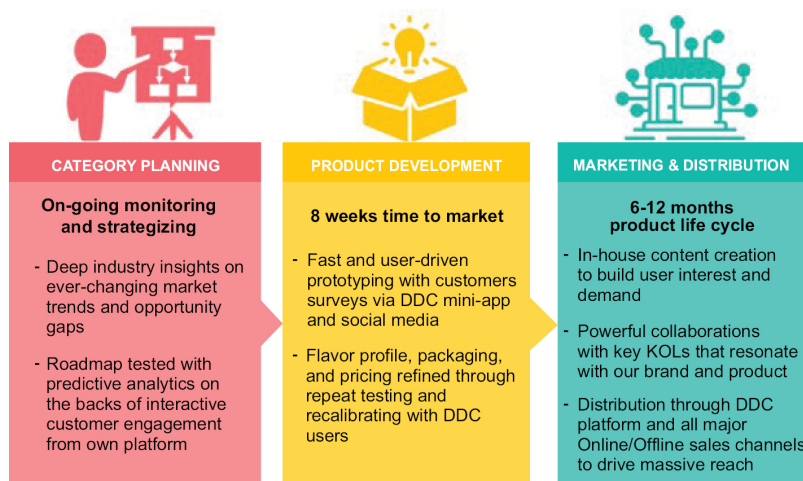 CATEGORY PLANNING
On-going monitoring
and strategizing
- Deep industry insights on
ever-changing market
trends and opportunity
gaps
- Roadmap tested with
predictive analytics on
the backs of interactive
customer engagement
from own platform
PRODUCT DEVELOPMENT
8 weeks time to market
- Fast and user-driven
prototyping with customers
surveys via DDC mini-app
and social media
- Flavor profile, packaging,
and pricing refined through
repeat testing and
recalibrating with DDC
users
MARKETING & DISTRIBUTION
6-12 months
product life cycle
- In-house content creation
to build user interest and
demand
- Powerful collaborations
with key KOLs that resonate
with our brand and product
- Distribution through DDC
platform and all major
Online/Offline sales channels
to drive massive reach